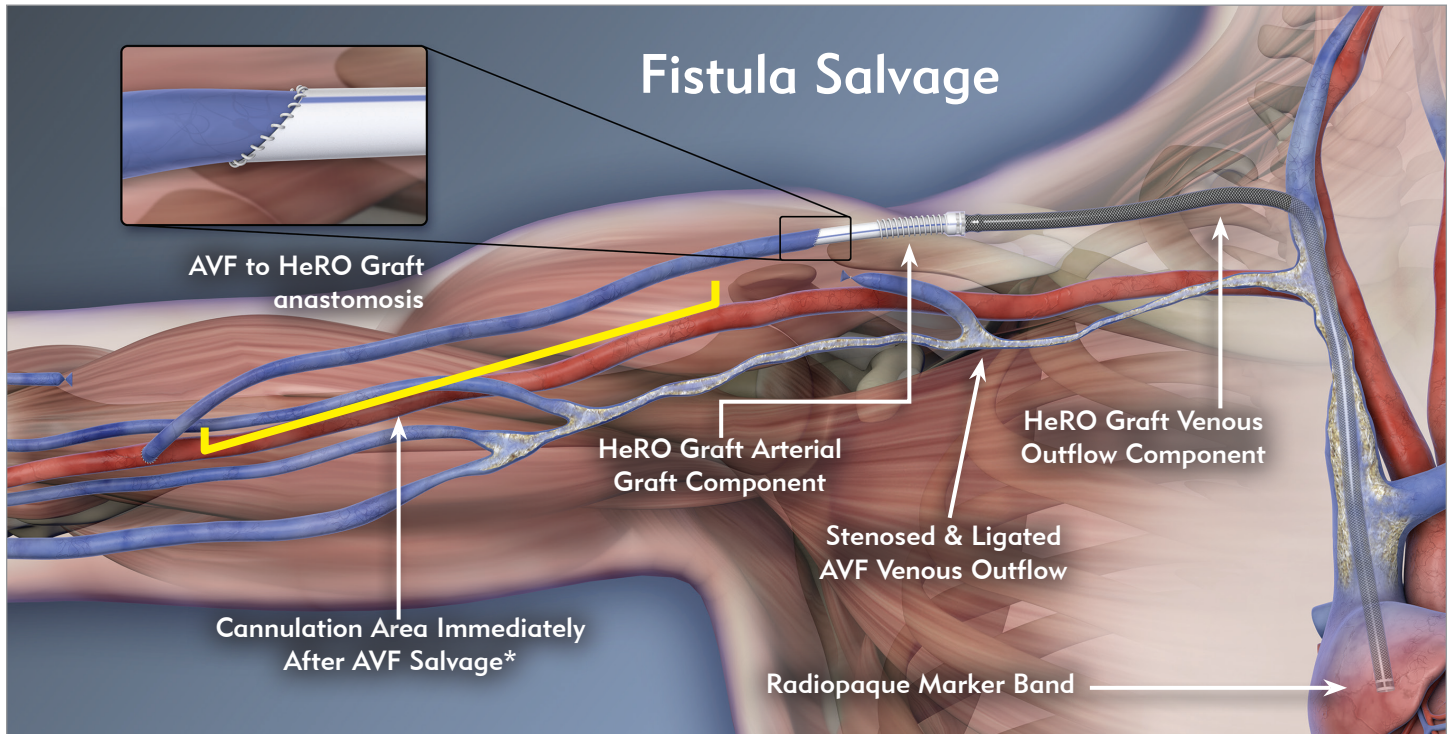 Fistula Salvage
AVF to HeRO Graft
anastomosis
HeRO Graft Arterial
Graft Component
HeRO Graft Venous
Outflow Component
Stenosed & Ligated
AVF Venous Outflow
Cannulation Area Immediately
After AVF Salvage*
Radiopaque Marker Band